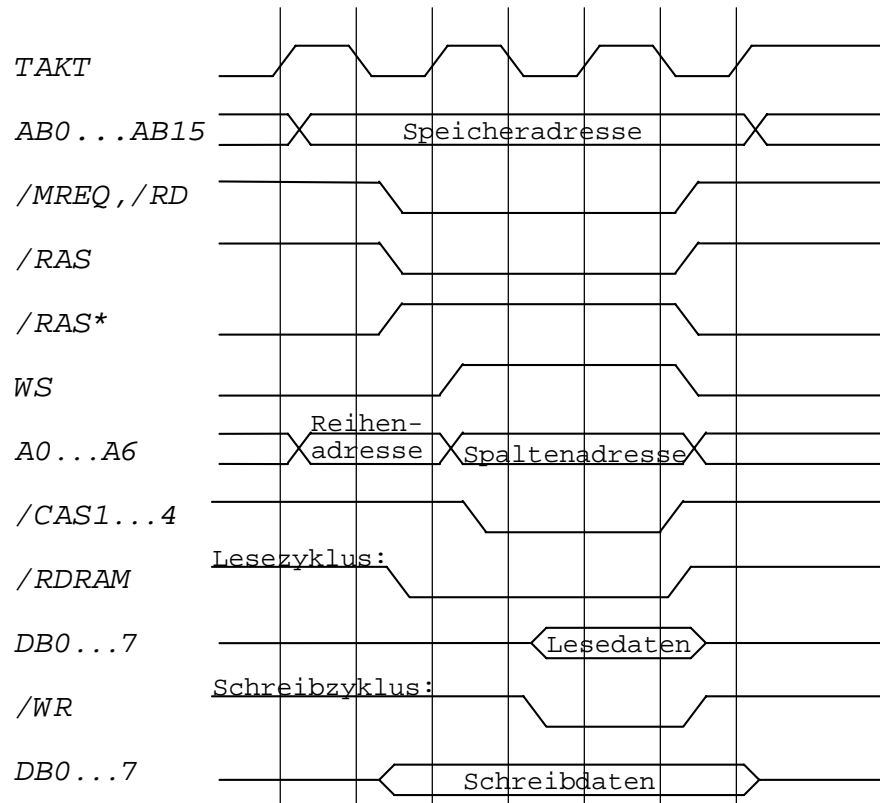 TAKT
AB0...AB15
Speicheradresse
/MREQ,/RD
/RAS
/RAS*
WS
Reihen-
A0...A6
adresse
Spaltenadresse
/CAS1...4
Lesezyklus:
/RDRAM
DB0...7
Lesedaten
Schreibzyklus:
/WR
DB0...7
Schreibdaten